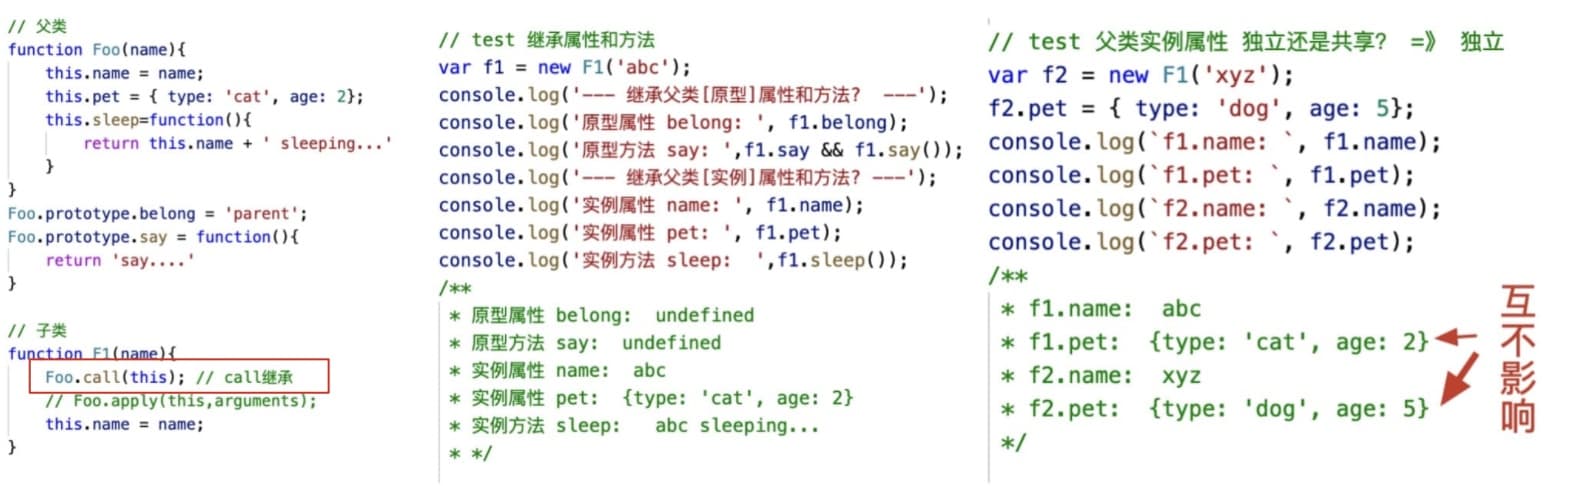 // 父类
function Foo(name){
this.name = name;
this.pet = { type: 'cat', age: 2};
this.sleep=function(){
return this.name + ' sleeping...'
}
}
Foo.prototype.belong = 'parent';
Foo.prototype.say = function(){
return 'say....'
}
// 子类
function F1(name){
Foo.call(this); // call继承
// Foo.apply(this,arguments);
this.name = name;
}
// test 继承属性和方法
var f1 = new F1('abc');
console.log('--- 继承父类[原型]属性和方法? ---');
console.log('原型属性 belong: ', f1.belong);
console.log('原型方法 say: ',f1.say && f1.say());
console.log('--- 继承父类[实例]属性和方法? ---');
console.log('实例属性 name: ', f1.name);
console.log('实例属性 pet: ', f1.pet);
console.log('实例方法 sleep:  ',f1.sleep());
/**
* 原型属性 belong:  undefined
* 原型方法 say:  undefined
* 实例属性 name:  abc
* 实例属性 pet:  {type: 'cat', age: 2}
* 实例方法 sleep:   abc sleeping...
* */
// test 父类实例属性 独立还是共享? =》 独立
var f2 = new F1('xyz');
f2.pet = { type: 'dog', age: 5};
console.log(`f1.name: `, f1.name);
console.log(`f1.pet: `, f1.pet);
console.log(`f2.name: `, f2.name);
console.log(`f2.pet: `, f2.pet);
/**
* f1.name:  abc
* f1.pet:  {type: 'cat', age: 2}
* f2.name:  xyz
* f2.pet:  {type: 'dog', age: 5}
*/
互不影响